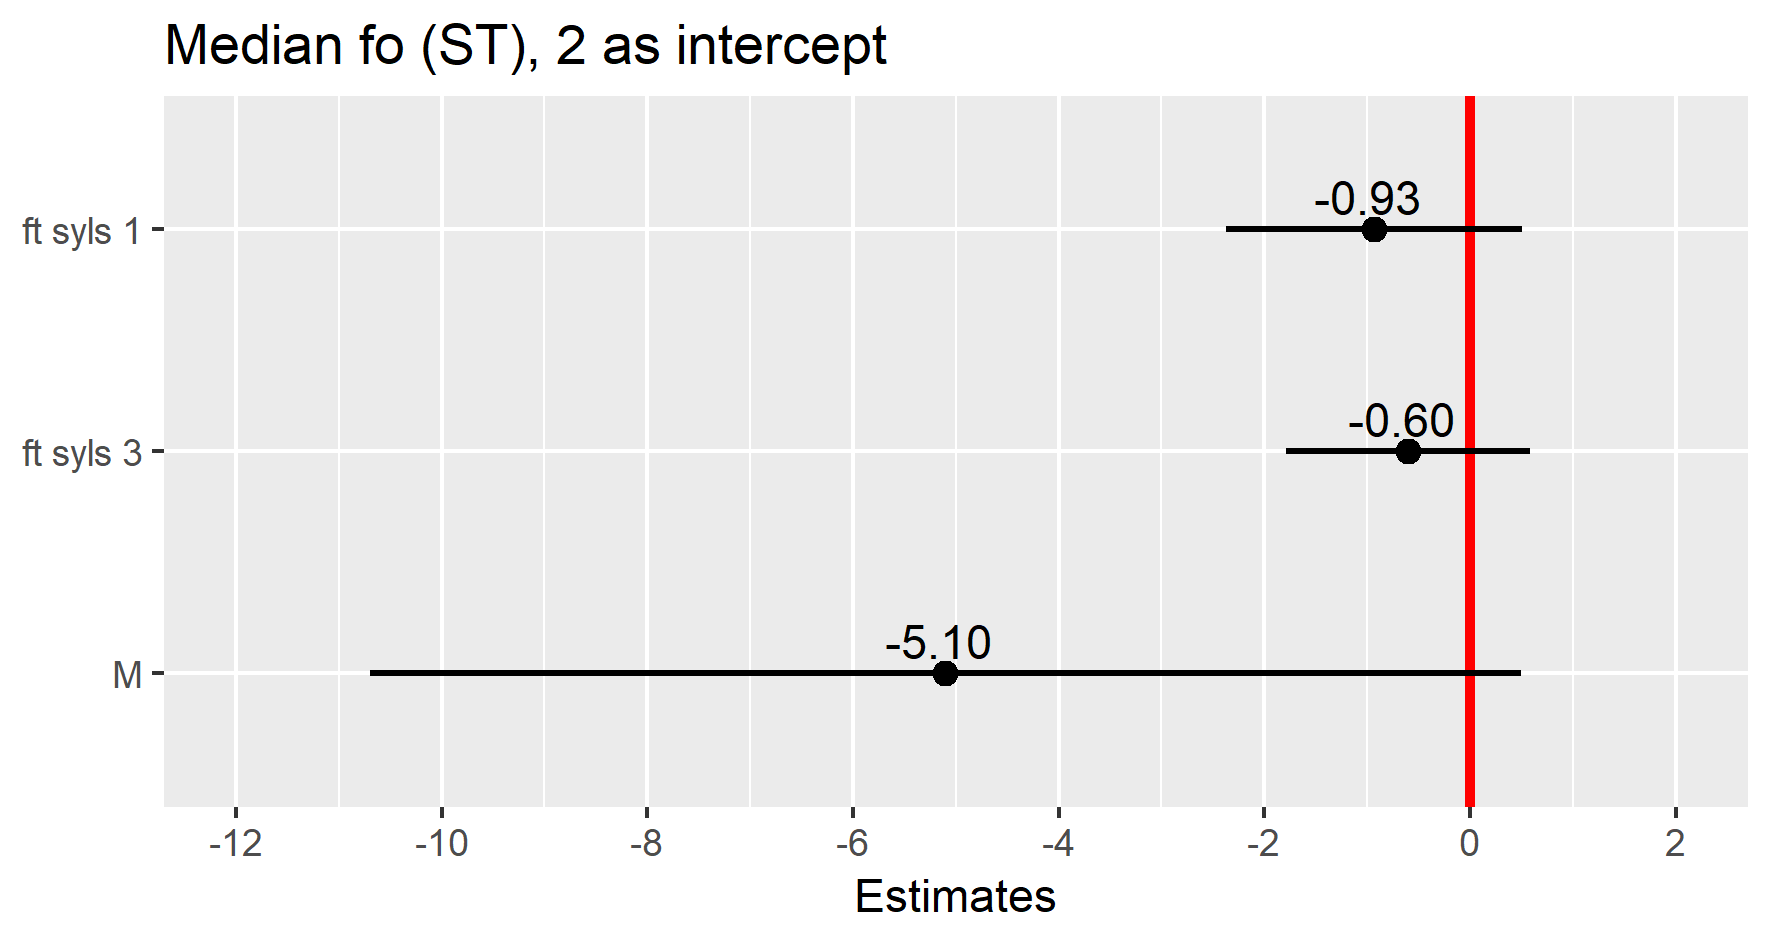 Median fo (ST), 2 as intercept
-0.93
ft syls 1
-0.60
ft syls 3
-5.10
M
-12 -10 -8 -6 -4 -2 0 2
Estimates